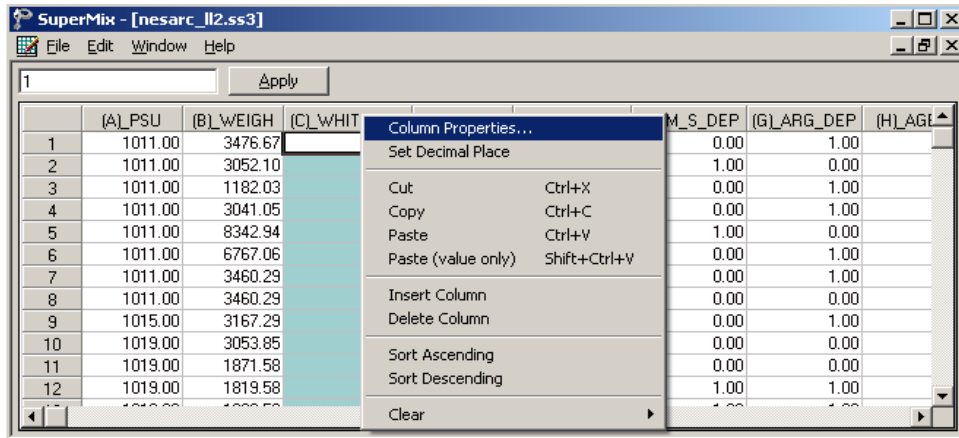 SuperMix - [nesarc_ll2.ss3]
File Edit Window Help
1 Apply
(A)_PSU (B)_WEIGH (C)_WHIT M_S_DEP (G)_ARG_DEP (H)_AGE
1 1011.00 3476.67 0.00 1.00
2 1011.00 3052.10 1.00 0.00
3 1011.00 1182.03 0.00 1.00
4 1011.00 3041.05 0.00 1.00
5 1011.00 8342.94 1.00 0.00
6 1011.00 6767.06 0.00 1.00
7 1011.00 3460.29 0.00 1.00
8 1011.00 3460.29 0.00 0.00
9 1015.00 3167.29 0.00 1.00
10 1019.00 3053.85 0.00 0.00
11 1019.00 1871.58 0.00 0.00
12 1019.00 1819.58 1.00 1.00
Column Properties...
Set Decimal Place
Cut Ctrl+X
Copy Ctrl+C
Paste Ctrl+V
Paste (value only) Shift+Ctrl+V
Insert Column
Delete Column
Sort Ascending
Sort Descending
Clear